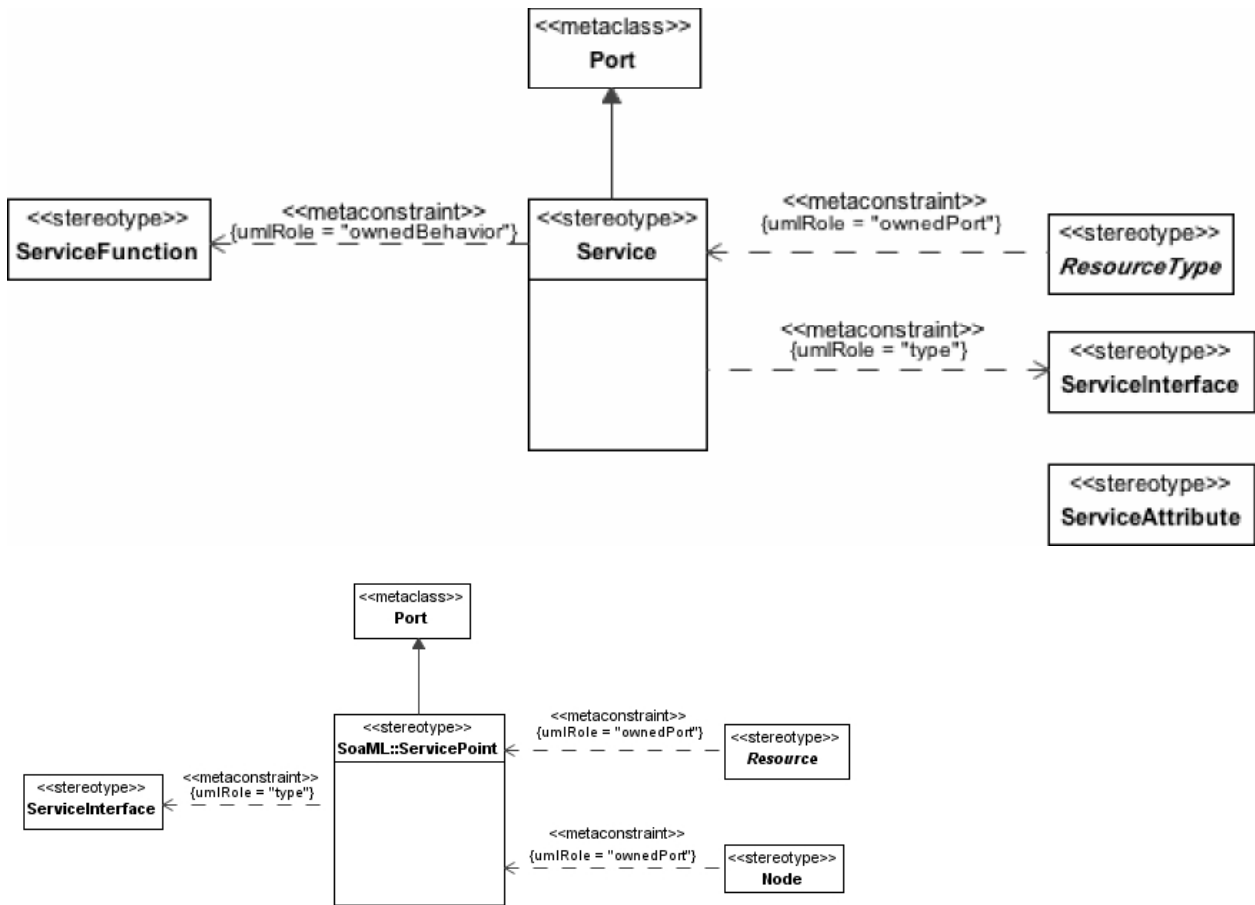 <<metaclass>>
Port
<<stereotype>>
ServiceFunction
<<metaconstraint>>
{umlRole = "ownedBehavior"}
<<stereotype>>
Service
<<metaconstraint>>
{umlRole = "ownedPort"}
<<stereotype>>
ResourceType
<<metaconstraint>>
{umlRole = "type"}
<<stereotype>>
ServiceInterface
<<stereotype>>
ServiceAttribute
<<metaclass>>
Port
<<stereotype>>
SoaML::ServicePoint
<<metaconstraint>>
{umlRole = "ownedPort"}
<<stereotype>>
Resource
<<stereotype>>
ServiceInterface
<<metaconstraint>>
{umlRole = "type"}
<<metaconstraint>>
{umlRole = "ownedPort"}
<<stereotype>>
Node